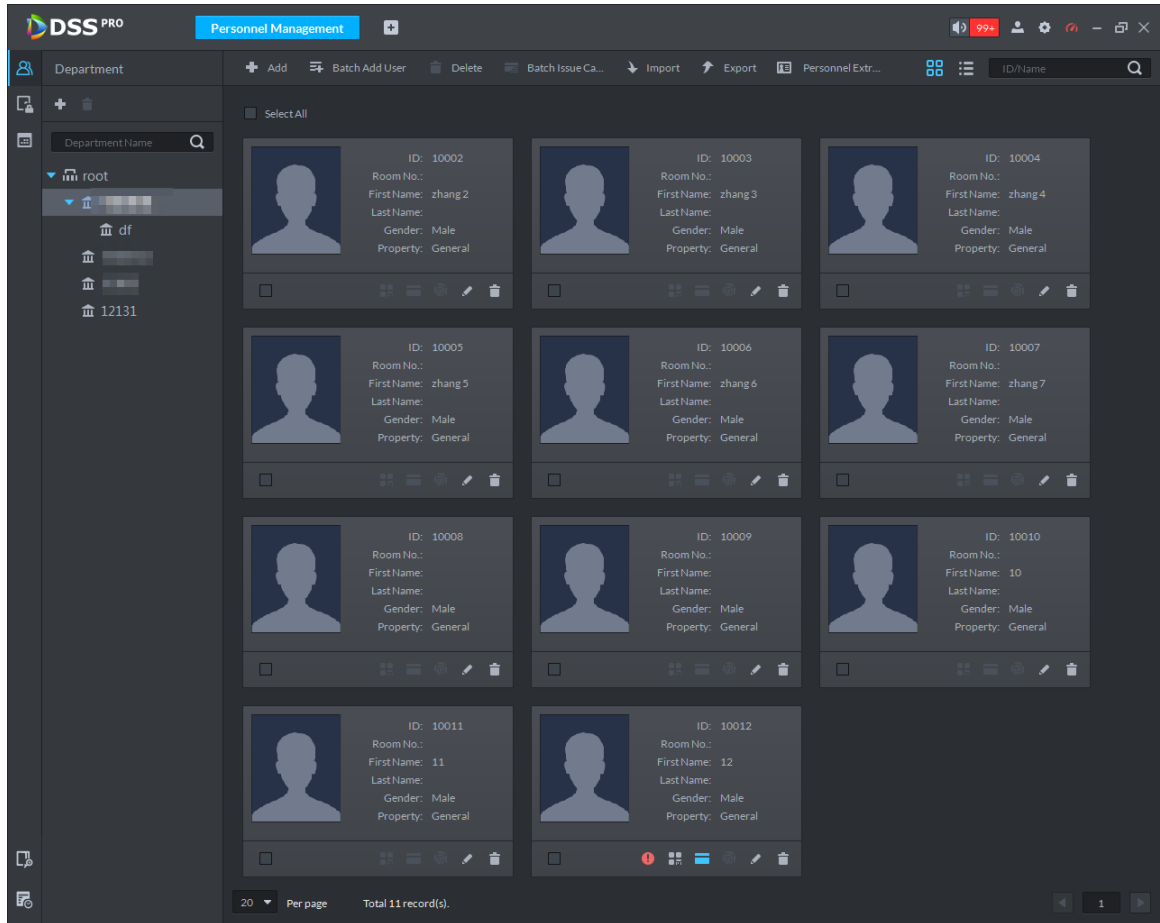 DSS PRO
Personnel Management
99+
Department
Add
Batch Add User
Delete
Batch Issue Ca...
Import
Export
Personnel Extr...
ID/Name
Select All
Department Name
root
df
12131
ID: 10002
Room No.:
First Name: zhang 2
Last Name:
Gender: Male
Property: General
ID: 10003
Room No.:
First Name: zhang 3
Last Name:
Gender: Male
Property: General
ID: 10004
Room No.:
First Name: zhang 4
Last Name:
Gender: Male
Property: General
ID: 10005
Room No.:
First Name: zhang 5
Last Name:
Gender: Male
Property: General
ID: 10006
Room No.:
First Name: zhang 6
Last Name:
Gender: Male
Property: General
ID: 10007
Room No.:
First Name: zhang 7
Last Name:
Gender: Male
Property: General
ID: 10008
Room No.:
First Name:
Last Name:
Gender: Male
Property: General
ID: 10009
Room No.:
First Name:
Last Name:
Gender: Male
Property: General
ID: 10010
Room No.:
First Name: 10
Last Name:
Gender: Male
Property: General
ID: 10011
Room No.:
First Name: 11
Last Name:
Gender: Male
Property: General
ID: 10012
Room No.:
First Name: 12
Last Name:
Gender: Male
Property: General
20
Per page
Total 11 record(s).
1